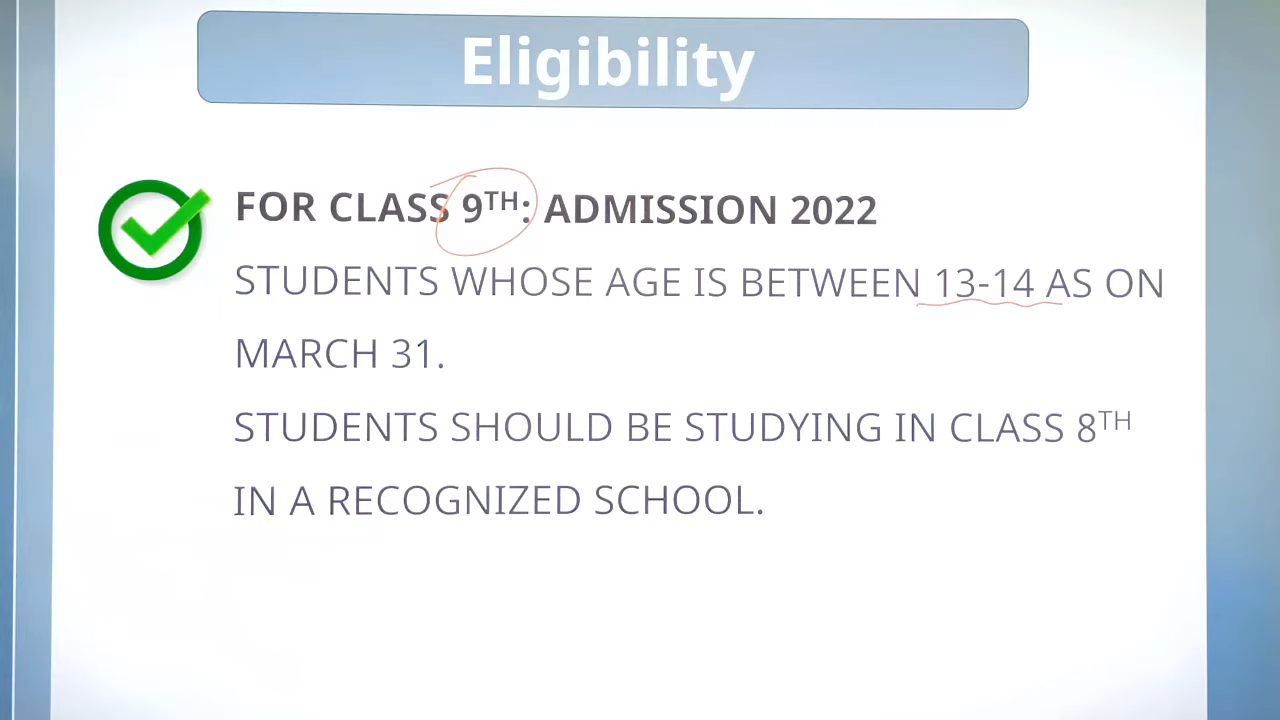 Eligibility
FOR CLASS 9TH: ADMISSION 2022
STUDENTS WHOSE AGE IS BETWEEN 13-14 AS ON
MARCH 31.
STUDENTS SHOULD BE STUDYING IN CLASS 8TH
IN A RECOGNIZED SCHOOL.